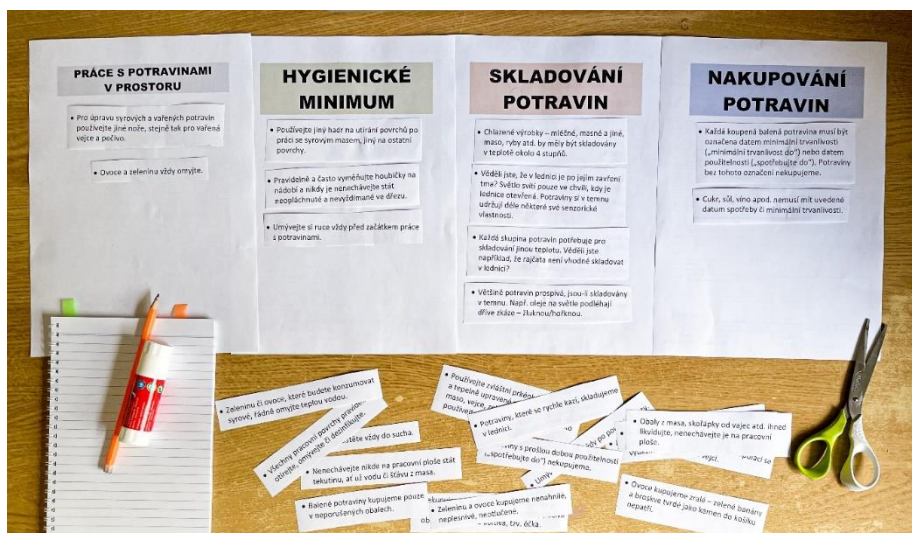 PRÁCE S POTRAVINAMI
V PROSTORU
• Pro úpravu syrových a vařených potravin
používejte jiné nože, stejně tak pro vařená
vejce a pečivo.
• Ovoce a zeleninu vždy omyjte.
HYGIENICKÉ
MINIMUM
• Používejte jiný hadr na utírání povrchů po
práci se syrovým masem, jiný na ostatní
povrchy.
• Pravidelně a často vyměňujte houbičky na
nádobí a nikdy je nenechávejte stát
neopláchnuté a nevyždímané ve dřezu.
• Umývejte si ruce vždy před začátkem práce
s potravinami.
SKLADOVÁNÍ
POTRAVIN
• Chlazené výrobky – mléčné, masné a jiné,
maso, ryby atd. by měly být skladovány
v teplotě okolo 4 stupňů.
• Věděli jste, že v lednici je po jejím zavření
tma? Světlo svítí pouze ve chvíli, kdy je
lednice otevřená. Potraviny si v temnu
udržují déle některé své senzorické
vlastnosti.
• Každá skupina potravin potřebuje pro
skladování jinou teplotu. Věděli jste
například, že rajčata není vhodné skladovat
v lednici?
• Většině potravin prospívá, jsou-li skladovány
v temnu. Např. oleje na světle podléhají
dříve zkáze – žluknou/hořknou.
NAKUPOVÁNÍ
POTRAVIN
• Každá koupená balená potravina musí být
označena datem minimální trvanlivosti
(„minimální trvanlivost do“) nebo datem
použitelnosti („spotřebujte do“). Potraviny
bez tohoto označení nekupujeme.
• Cukr, sůl, víno apod. nemusí mít uvedené
datum spotřeby či minimální trvanlivosti.
• Zeleninu či ovoce, které budete konzumovat
syrové, řádně omyjte teplou vodou.
• Všechny pracovní povrchy pravidelně
otírejte, omývejte či dezinfikujte.
vždy do sucha.
• Nenechávejte nikde na pracovní ploše stát
tekutinu, ať už vodu či šťávu z masa.
• Balené potraviny kupujeme pouze
v neporušených obalech.
• Používejte zvláštní
a tepelně upravené
maso, vejce,
• Potraviny, které se rychle kazí, skladujeme
v lednici.
s prošlou dobou použitelnosti
(„spotřebujte do“) nekupujeme.
• Zeleninu a ovoce kupujeme nenahnilé,
neplesnivé, neotlučené.
tzv. éčka.
• Obaly z masa, skořápky od vajec atd. ihned
likvidujte, nenechávejte je na pracovní
ploše.
• Ovoce kupujeme zralé – zelené banány
a broskve tvrdé jako kámen do košíku
nepatří.